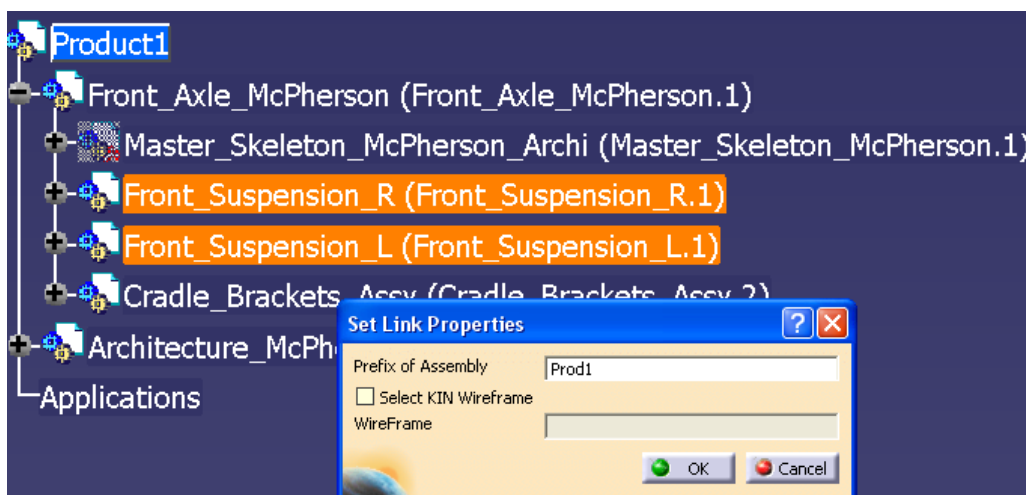 Product1
Front_Axle_McPherson (Front_Axle_McPherson.1)
Master_Skeleton_McPherson_Archi (Master_Skeleton_McPherson.1)
Front_Suspension_R (Front_Suspension_R.1)
Front_Suspension_L (Front_Suspension_L.1)
Cradle_Brackets_Assy (Cradle_Brackets_Assy.2)
Architecture_McPh
Applications
Set Link Properties
Prefix of Assembly Prod1
Select KIN Wireframe
WireFrame
OK Cancel